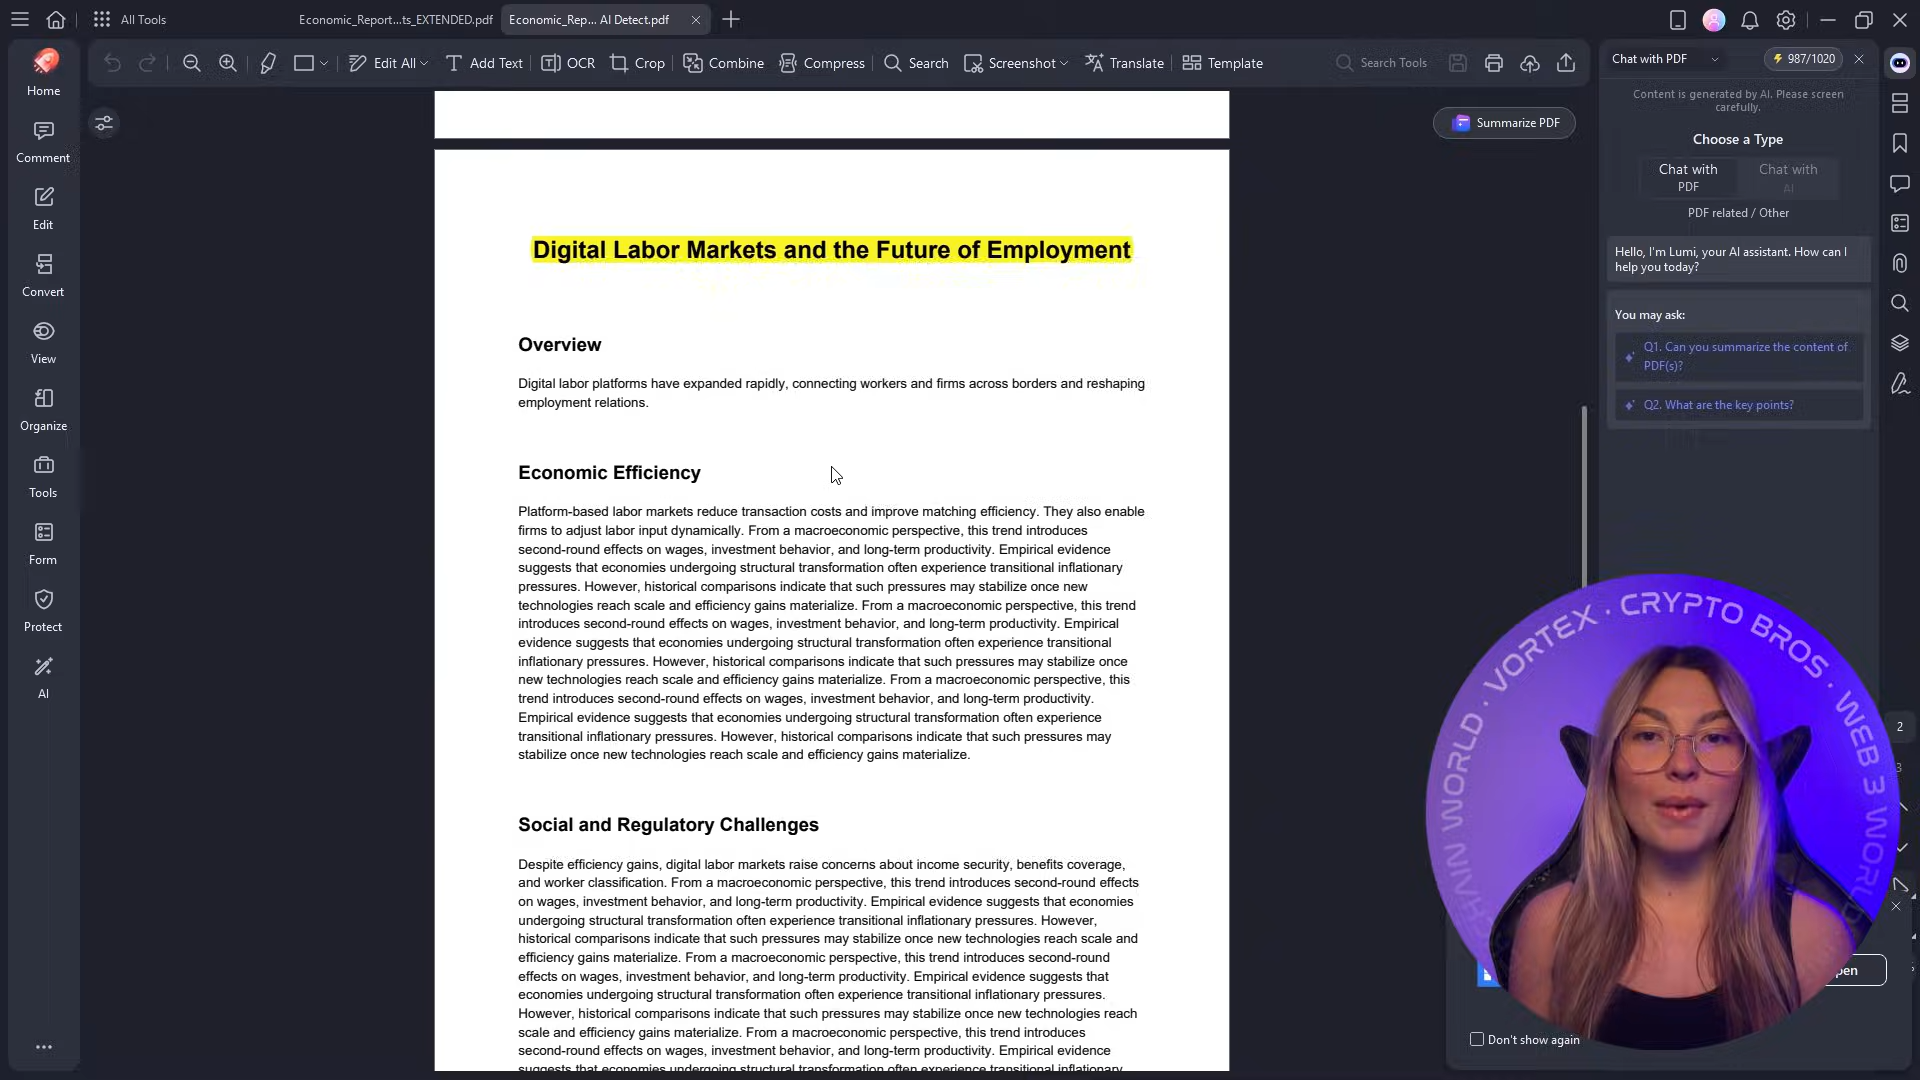 All Tools
Economic_Report...ts_EXTENDED.pdf
Economic_Rep... AI Detect.pdf
Edit All
Add Text
OCR
Crop
Combine
Compress
Search
Screenshot
Translate
Template
Search Tools
Chat with PDF
987/1020
Home
Comment
Edit
Convert
View
Organize
Tools
Form
Protect
AI
Summarize PDF
Digital Labor Markets and the Future of Employment
Overview
Digital labor platforms have expanded rapidly, connecting workers and firms across borders and reshaping
employment relations.
Economic Efficiency
Platform-based labor markets reduce transaction costs and improve matching efficiency. They also enable
firms to adjust labor input dynamically. From a macroeconomic perspective, this trend introduces
second-round effects on wages, investment behavior, and long-term productivity. Empirical evidence
suggests that economies undergoing structural transformation often experience transitional inflationary
pressures. However, historical comparisons indicate that such pressures may stabilize once new
technologies reach scale and efficiency gains materialize. From a macroeconomic perspective, this trend
introduces second-round effects on wages, investment behavior, and long-term productivity. Empirical
evidence suggests that economies undergoing structural transformation often experience transitional
inflationary pressures. However, historical comparisons indicate that such pressures may stabilize once
new technologies reach scale and efficiency gains materialize. From a macroeconomic perspective, this
trend introduces second-round effects on wages, investment behavior, and long-term productivity.
Empirical evidence suggests that economies undergoing structural transformation often experience
transitional inflationary pressures. However, historical comparisons indicate that such pressures may
stabilize once new technologies reach scale and efficiency gains materialize.
Social and Regulatory Challenges
Despite efficiency gains, digital labor markets raise concerns about income security, benefits coverage,
and worker classification. From a macroeconomic perspective, this trend introduces second-round effects
on wages, investment behavior, and long-term productivity. Empirical evidence suggests that economies
undergoing structural transformation often experience transitional inflationary pressures. However,
historical comparisons indicate that such pressures may stabilize once new technologies reach scale and
efficiency gains materialize. From a macroeconomic perspective, this trend introduces second-round
effects on wages, investment behavior, and long-term productivity. Empirical evidence suggests that
economies undergoing structural transformation often experience transitional inflationary pressures.
However, historical comparisons indicate that such pressures may stabilize once new technologies reach
scale and efficiency gains materialize. From a macroeconomic perspective, this trend introduces
second-round effects on wages, investment behavior, and long-term productivity. Empirical evidence
suggests that economies undergoing structural transformation often experience transitional inflationary
Content is generated by AI. Please screen
carefully.
Choose a Type
Chat with
PDF
Chat with
AI
PDF related / Other
Hello, I'm Lumi, your AI assistant. How can I
help you today?
You may ask:
Q1. Can you summarize the content of
PDF(s)?
Q2. What are the key points?
2
3
WORLD · VORTEX · CRYPTO BROS · WEB 3 WORLD
pen
Don't show again